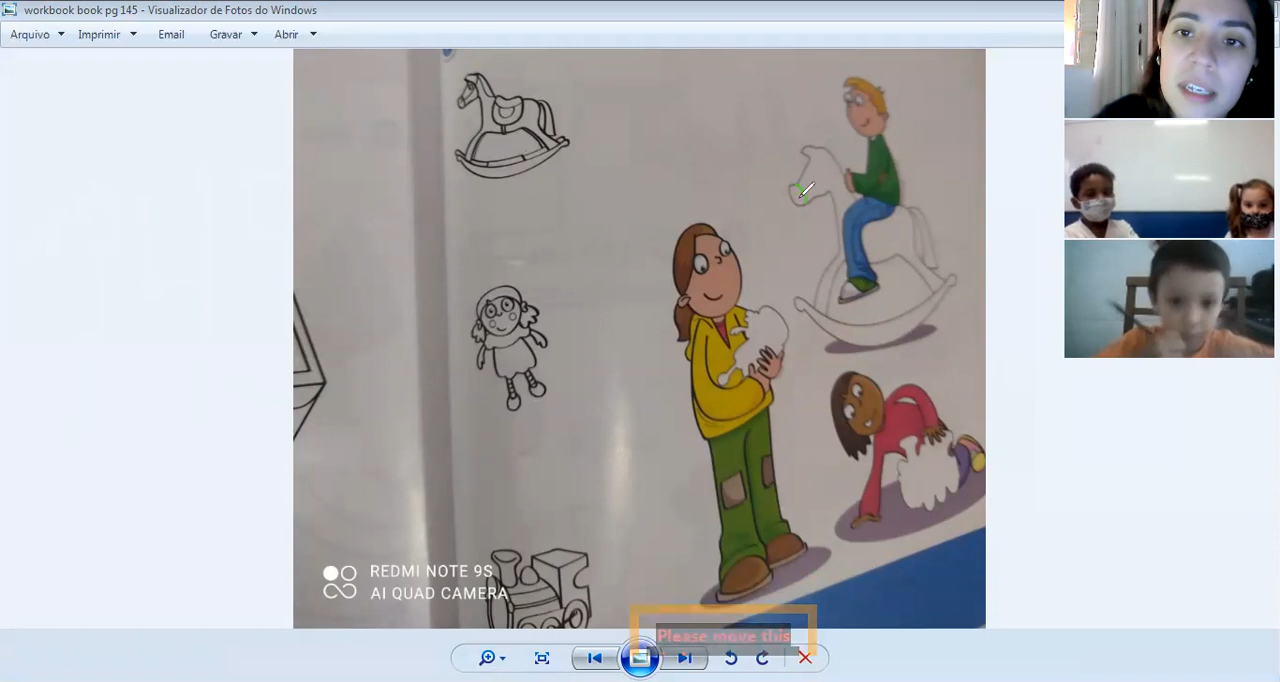 workbook book pg 145 - Visualizador de Fotos do Windows
Arquivo Imprimir Email Gravar Abrir
REDMI NOTE 9S
AI QUAD CAMERA
Please move this